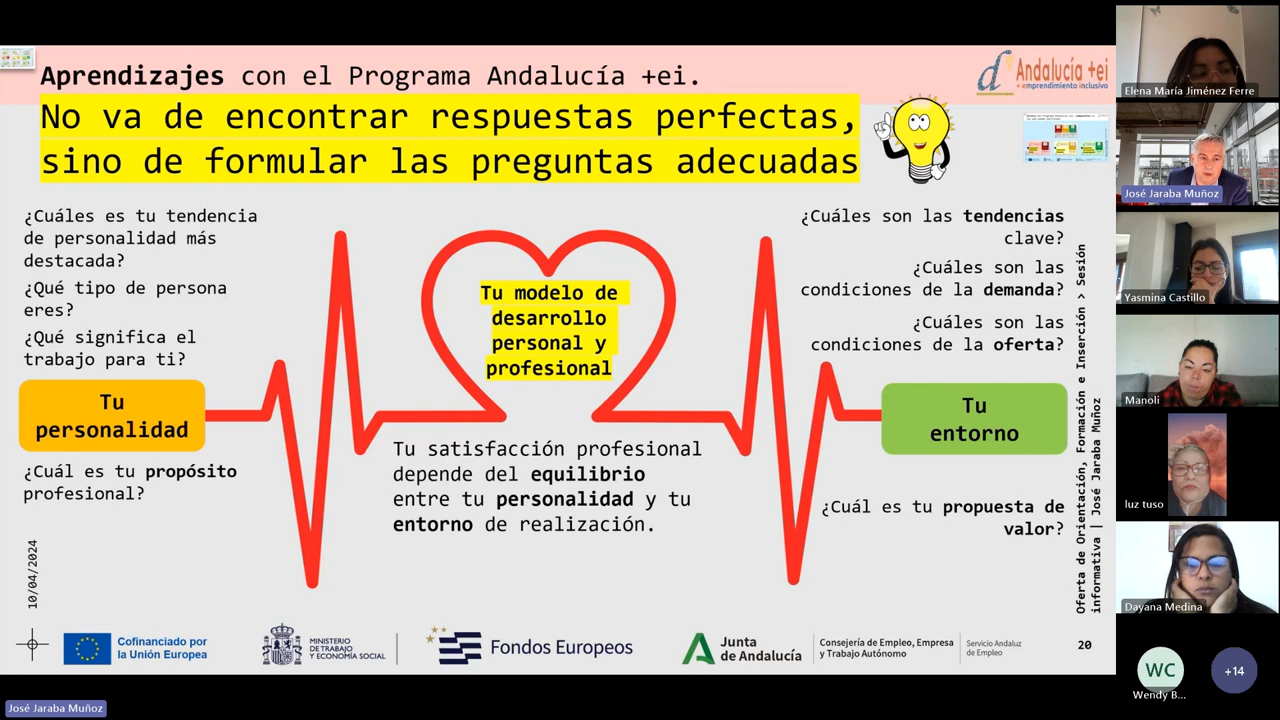 Aprendizajes con el Programa Andalucía +ei.
No va de encontrar respuestas perfectas,
sino de formular las preguntas adecuadas
Andalucía +ei
+ emprendimiento inclusivo
¿Cuáles es tu tendencia
de personalidad más
destacada?
¿Qué tipo de persona
eres?
¿Qué significa el
trabajo para ti?
Tu
personalidad
¿Cuál es tu propósito
profesional?
10/04/2024
Tu modelo de
desarrollo
personal y
profesional
Tu satisfacción profesional
depende del equilibrio
entre tu personalidad y tu
entorno de realización.
¿Cuáles son las tendencias
clave?
¿Cuáles son las
condiciones de la demanda?
¿Cuáles son las
condiciones de la oferta?
Tu
entorno
¿Cuál es tu propuesta de
valor?
Oferta de Orientación, Formación e Inserción > Sesión
informativa | José Jaraba Muñoz
Cofinanciado por
la Unión Europea
MINISTERIO
DE TRABAJO
Y ECONOMÍA SOCIAL
Fondos Europeos
Junta
de Andalucía
Consejería de Empleo, Empresa
y Trabajo Autónomo
Servicio Andaluz
de Empleo
20
José Jaraba Muñoz
Elena María Jiménez Ferre
José Jaraba Muñoz
Yasmina Castillo
Manoli
luz tuso
Dayana Medina
WC
Wendy B...
+14